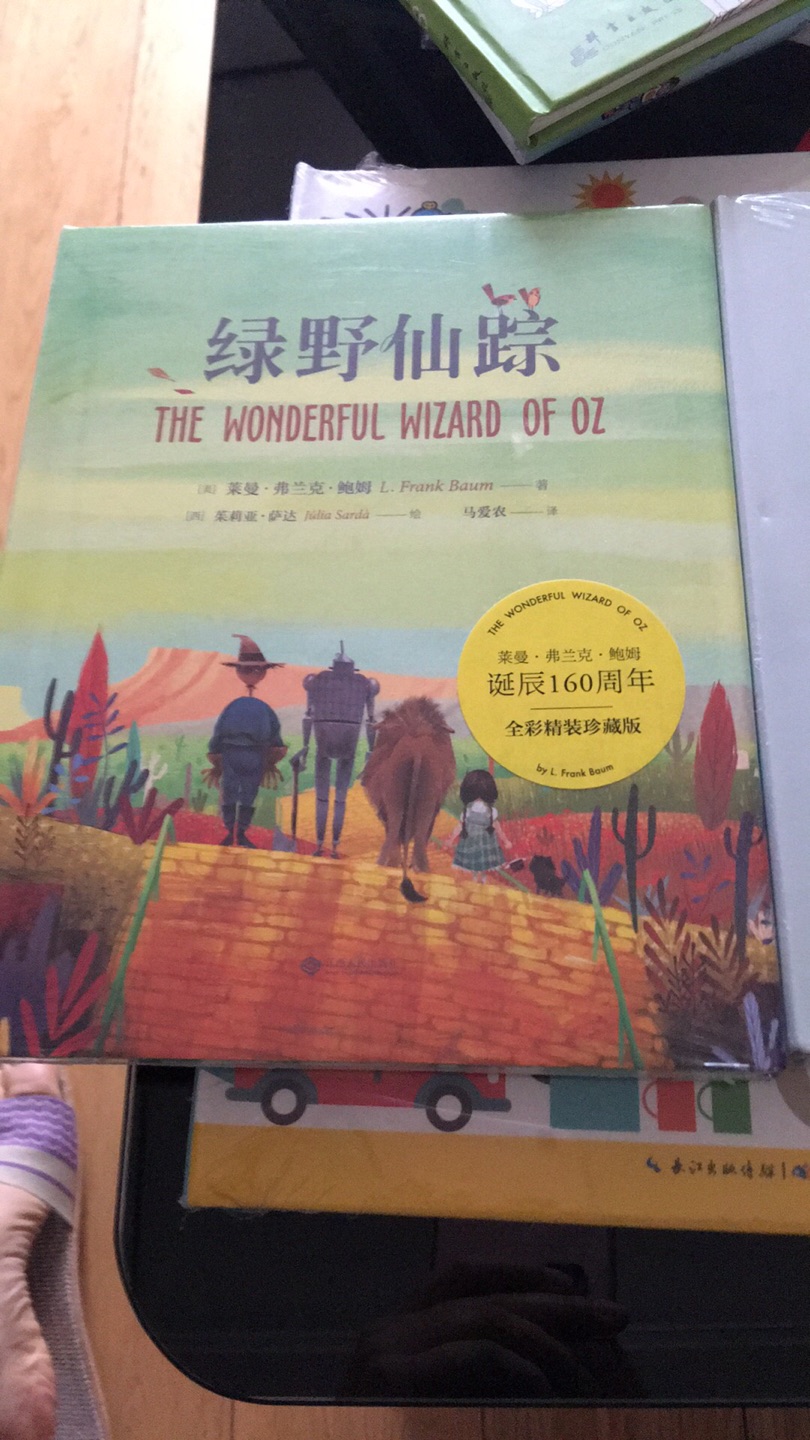 绿野仙踪
THE WONDERFUL WIZARD OF OZ
[美] 莱曼·弗兰克·鲍姆 L. Frank Baum —— 著
[西] 茱莉亚·萨达 Júlia Sardà —— 绘 马爱农 —— 译
THE WONDERFUL WIZARD OF OZ
莱曼·弗兰克·鲍姆
诞辰160周年
全彩精装珍藏版
by L. Frank Baum
长江出版传媒